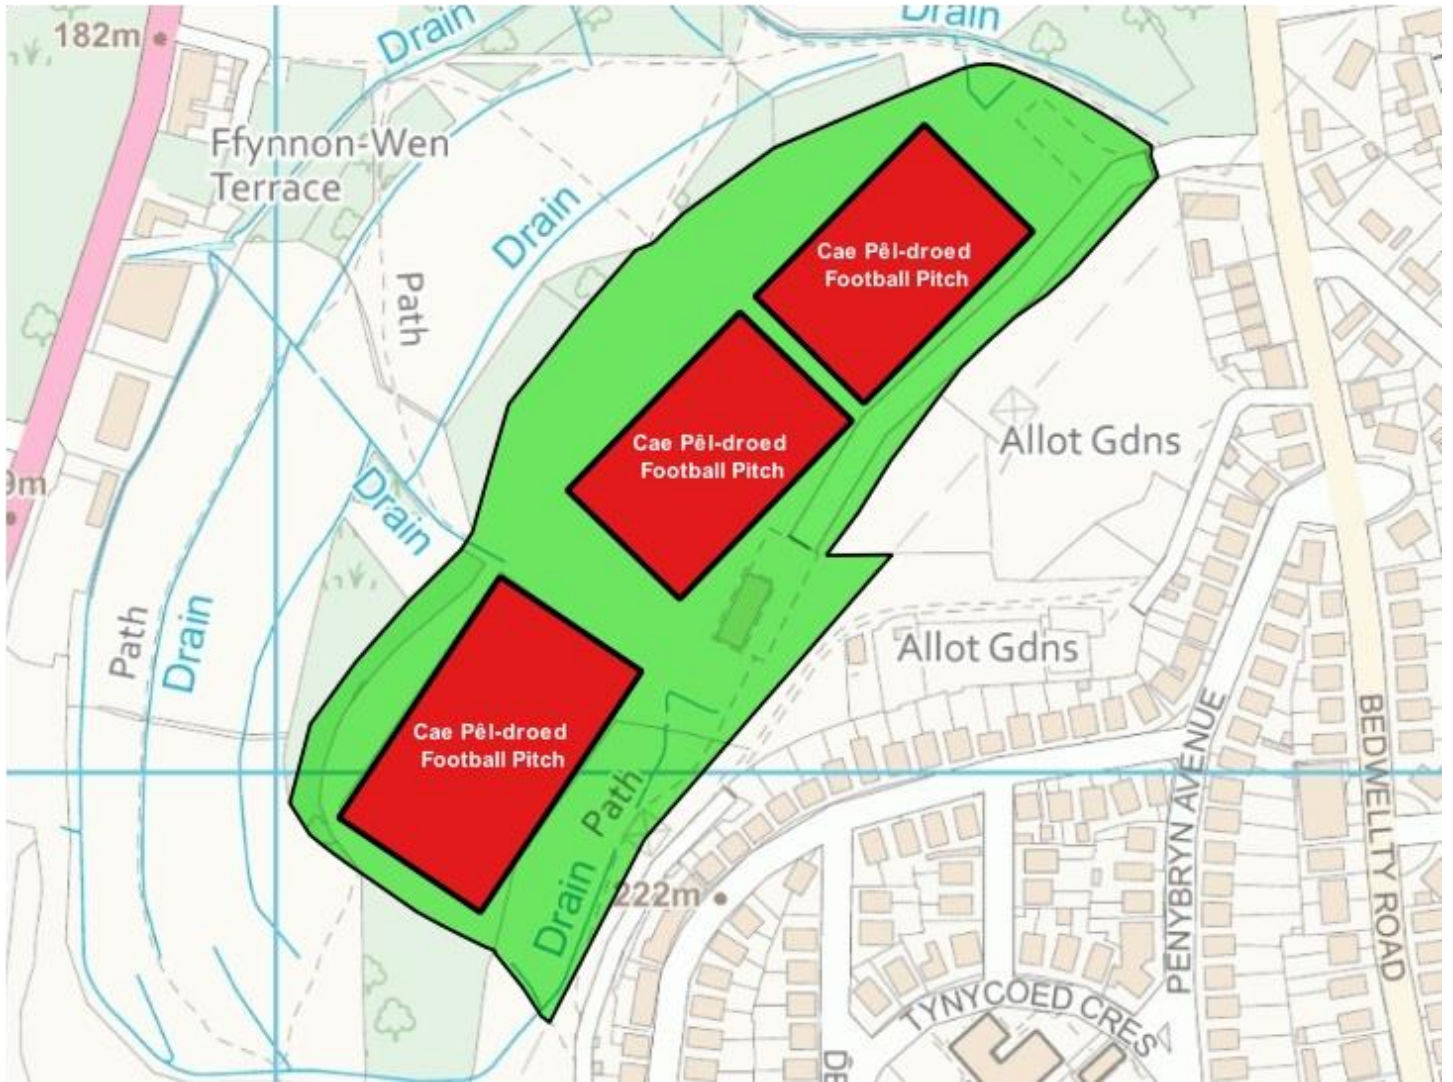 182m
Drain
Drain
Ffynnon-Wen
Terrace
Drain
Path
Cae Pêl-droed
Football Pitch
Cae Pêl-droed
Football Pitch
Allot Gdns
9m
Drain
Path
Drain
Allot Gdns
Cae Pêl-droed
Football Pitch
Path
Drain
222m
PENYBRYN AVENUE
BEDWELLTY ROAD
TYNYCOED CRES
DE